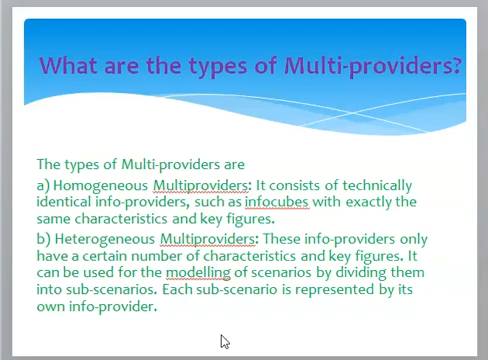 What are the types of Multi-providers?
The types of Multi-providers are
a) Homogeneous Multiproviders: It consists of technically
identical info-providers, such as infocubes with exactly the
same characteristics and key figures.
b) Heterogeneous Multiproviders: These info-providers only
have a certain number of characteristics and key figures. It
can be used for the modelling of scenarios by dividing them
into sub-scenarios. Each sub-scenario is represented by its
own info-provider.